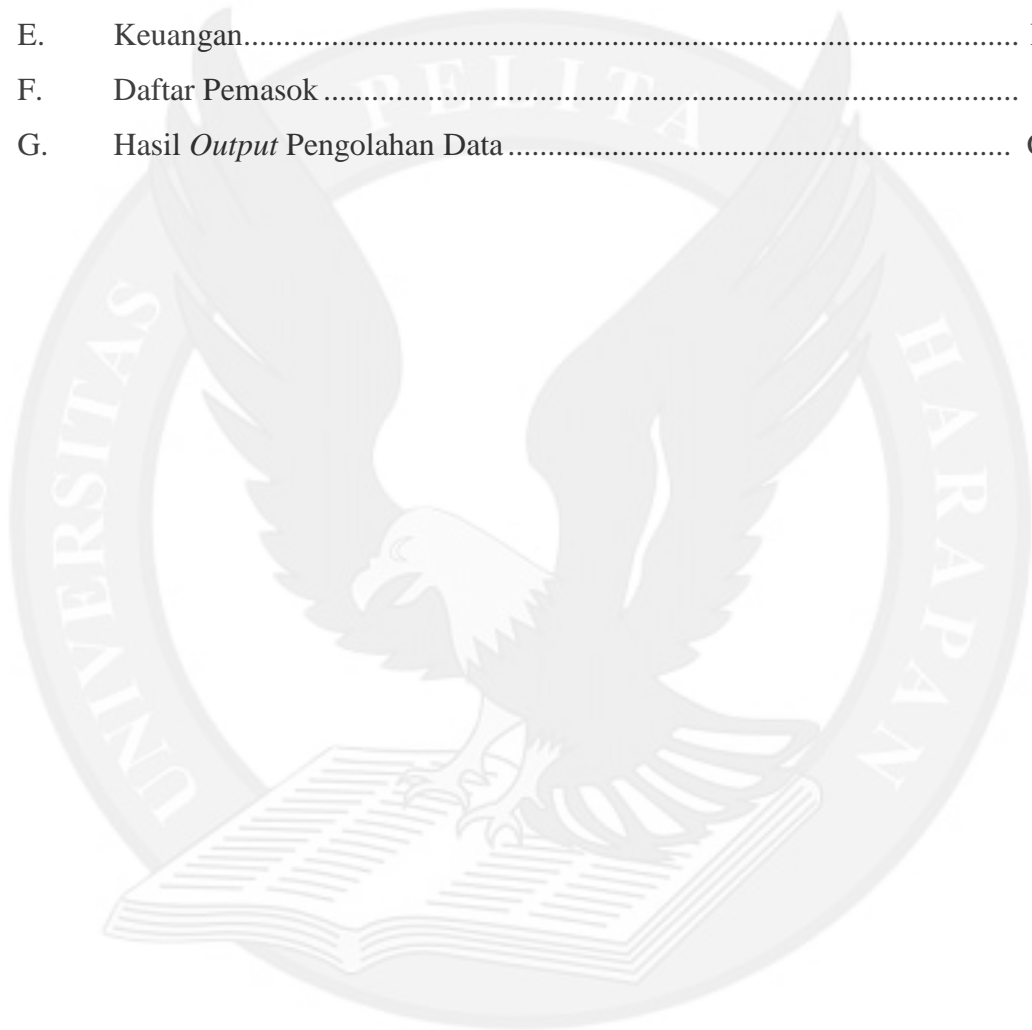 E. Keuangan
F. Daftar Pemasok
G. Hasil Output Pengolahan Data
UNIVERSITAS PELITA HARAPAN